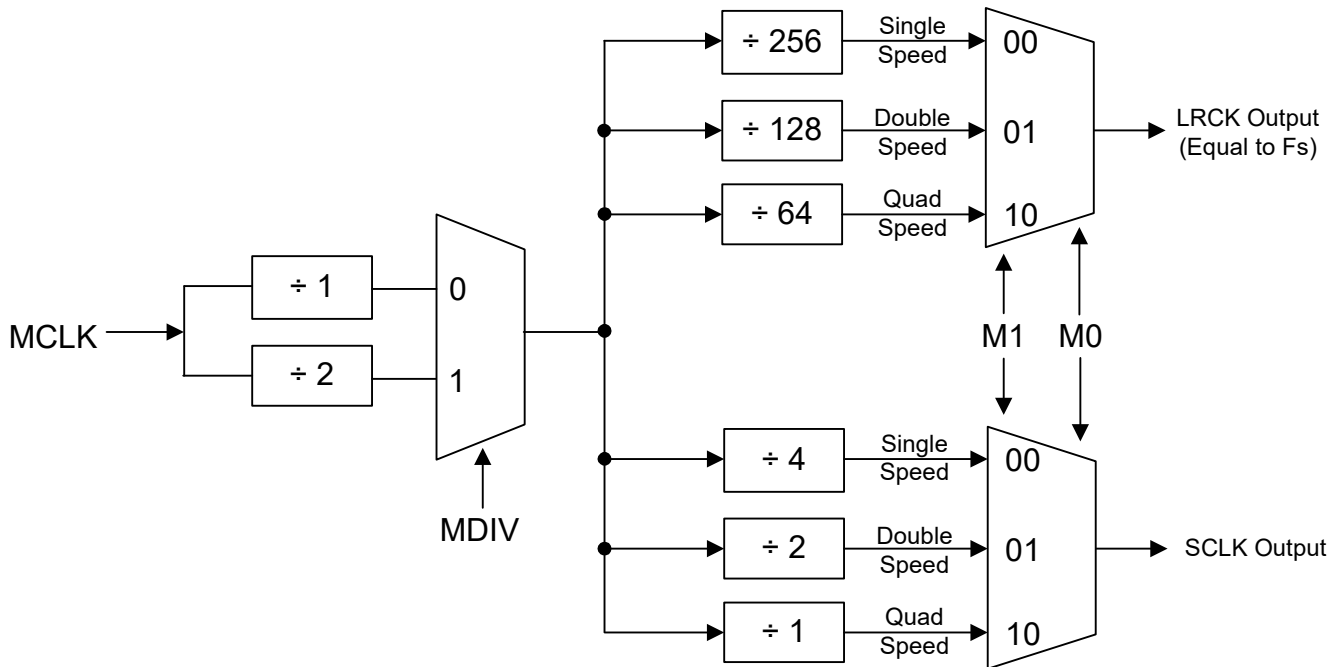 ÷ 256
Single
Speed
00
÷ 128
Double
Speed
01
LRCK Output
(Equal to Fs)
÷ 64
Quad
Speed
10
MCLK
÷ 1
0
÷ 2
1
MDIV
M1
M0
÷ 4
Single
Speed
00
÷ 2
Double
Speed
01
SCLK Output
÷ 1
Quad
Speed
10